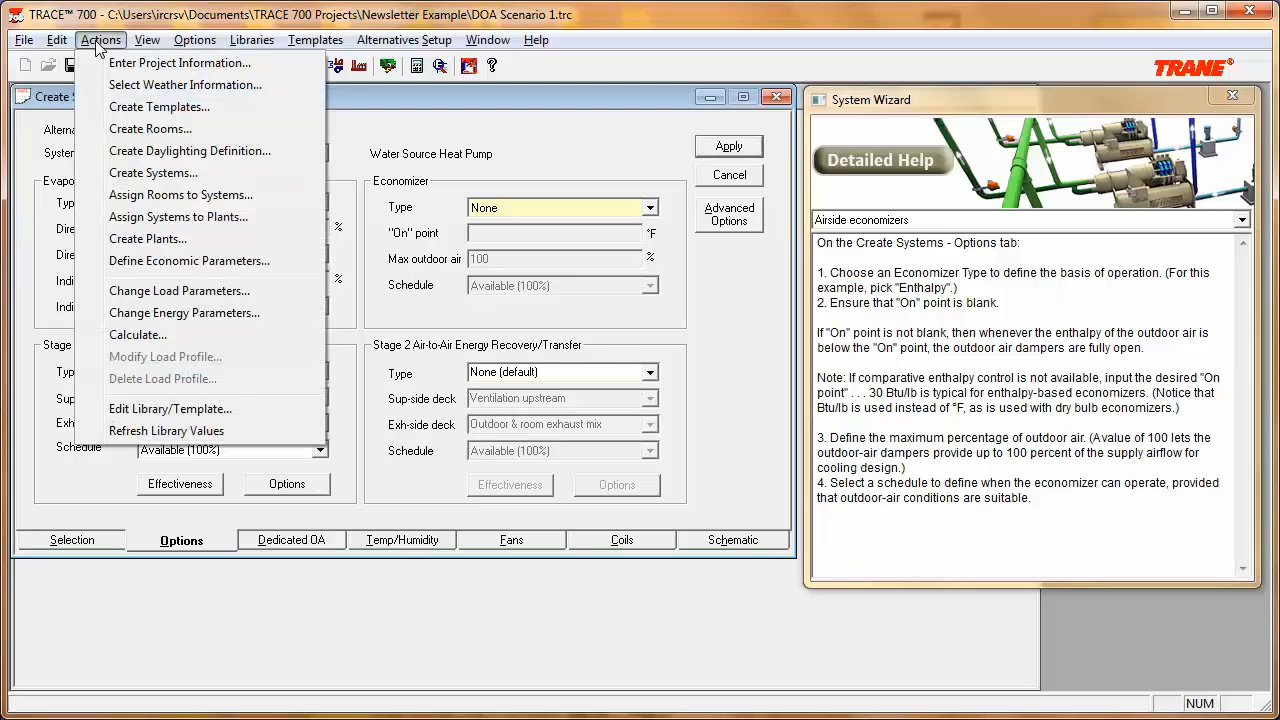 TRACE™ 700 - C:\Users\ircrsv\Documents\TRACE 700 Projects\Newsletter Example\DOA Scenario 1.trc
File Edit Actions View Options Libraries Templates Alternatives Setup Window Help
TRANE®
Enter Project Information...
Select Weather Information...
Create Templates...
Create Rooms...
Create Daylighting Definition...
Create Systems...
Assign Rooms to Systems...
Assign Systems to Plants...
Create Plants...
Define Economic Parameters...
Change Load Parameters...
Change Energy Parameters...
Calculate...
Modify Load Profile...
Delete Load Profile...
Edit Library/Template...
Refresh Library Values
Create S
Alterna
System
Water Source Heat Pump
Apply
Cancel
Advanced
Options
Evapo
Type
Direc
Direc
Indir
Indir
%
%
Economizer
Type None
"On" point °F
Max outdoor air 100 %
Schedule Available (100%)
Stage
Type
Sup-
Exh-
Schedule Available (100%)
Effectiveness Options
Stage 2 Air-to-Air Energy Recovery/Transfer
Type None (default)
Sup-side deck Ventilation upstream
Exh-side deck Outdoor & room exhaust mix
Schedule Available (100%)
Effectiveness Options
Selection Options Dedicated OA Temp/Humidity Fans Coils Schematic
System Wizard
Detailed Help
Airside economizers
On the Create Systems - Options tab:
1. Choose an Economizer Type to define the basis of operation. (For this
example, pick "Enthalpy".)
2. Ensure that "On" point is blank.
If "On" point is not blank, then whenever the enthalpy of the outdoor air is
below the "On" point, the outdoor air dampers are fully open.
Note: If comparative enthalpy control is not available, input the desired "On
point" . . . 30 Btu/lb is typical for enthalpy-based economizers. (Notice that
Btu/lb is used instead of °F, as is used with dry bulb economizers.)
3. Define the maximum percentage of outdoor air. (A value of 100 lets the
outdoor-air dampers provide up to 100 percent of the supply airflow for
cooling design.)
4. Select a schedule to define when the economizer can operate, provided
that outdoor-air conditions are suitable.
NUM